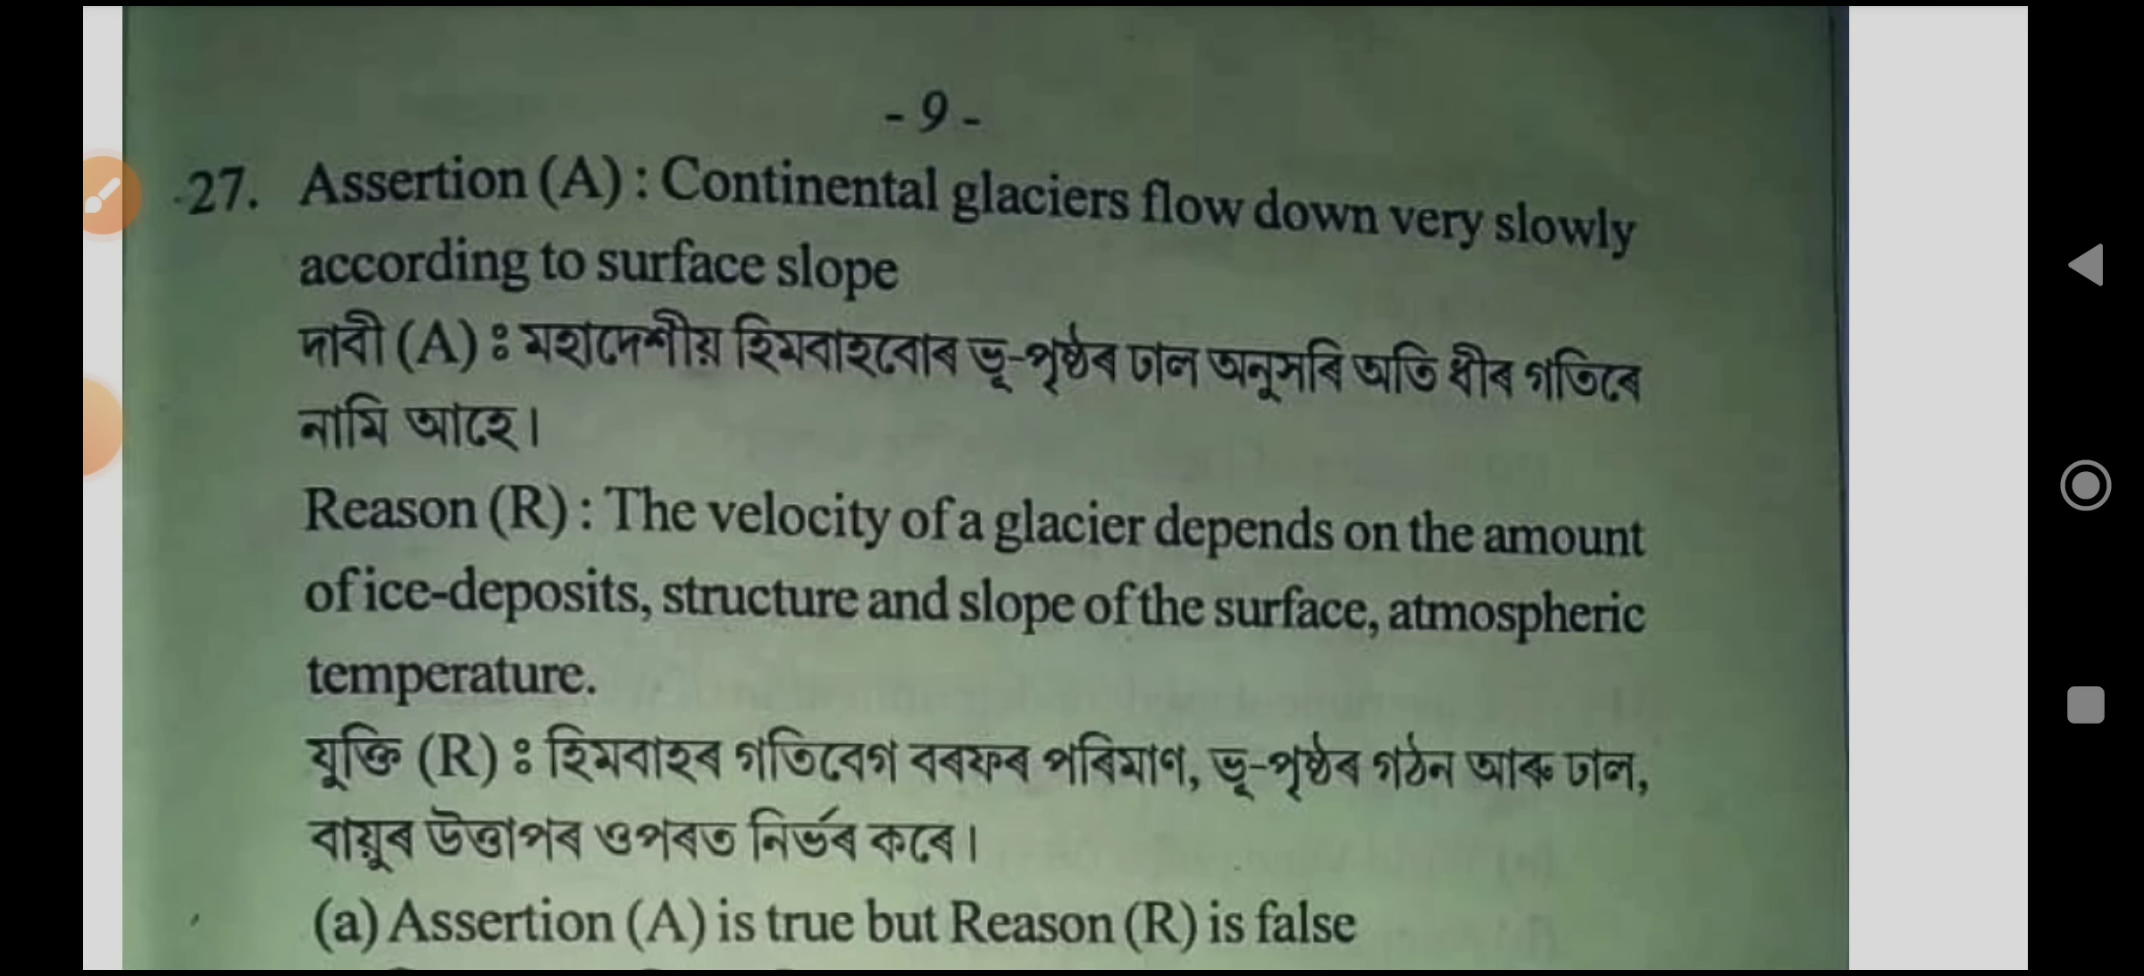 - 9 -
27. Assertion (A) : Continental glaciers flow down very slowly
according to surface slope
দাবী (A) ঃ মহাদেশীয় হিমবাহবোৰ ভূ-পৃষ্ঠৰ ঢাল অনুসৰি অতি ধীৰ গতিৰে
নামি আহে।
Reason (R) : The velocity of a glacier depends on the amount
of ice-deposits, structure and slope of the surface, atmospheric
temperature.
যুক্তি (R) ঃ হিমবাহৰ গতিবেগ বৰফৰ পৰিমাণ, ভূ-পৃষ্ঠৰ গঠন আৰু ঢাল,
বায়ুৰ উত্তাপৰ ওপৰত নিৰ্ভৰ কৰে।
(a) Assertion (A) is true but Reason (R) is false